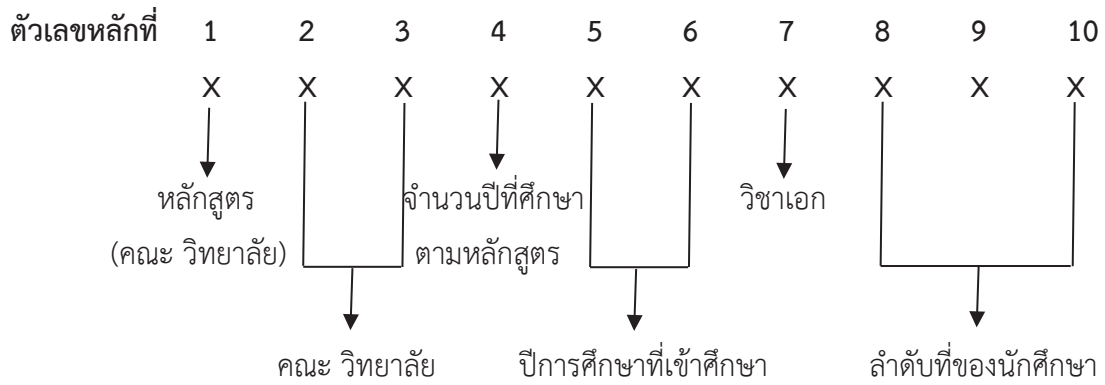 ตัวเลขหลักที่ 1 2 3 4 5 6 7 8 9 10
X X X X X X X X X X
หลักสูตร จำนวนปีที่ศึกษา วิชาเอก
(คณะ วิทยาลัย) ตามหลักสูตร
คณะ วิทยาลัย ปีการศึกษาที่เข้าศึกษา ลำดับที่ของนักศึกษา